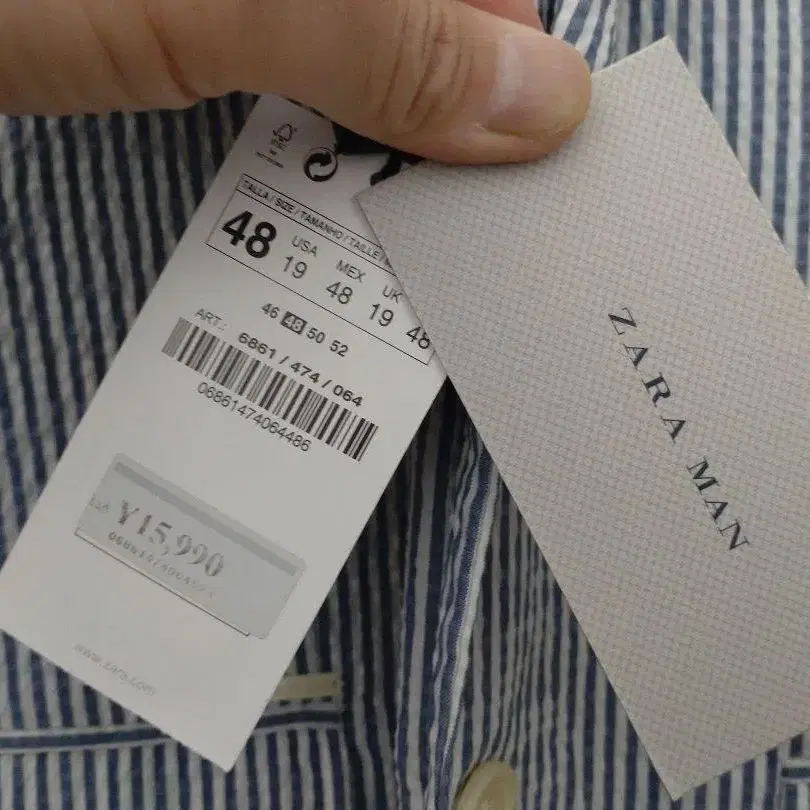 TALLA / SIZE / TAMANHO / TAILLE /
48 USA MEX UK
19 48 19 48
46 48 50 52
ART.: 6861 / 474 / 064
06861474064486
¥15,990
www.zara.com
ZARA MAN